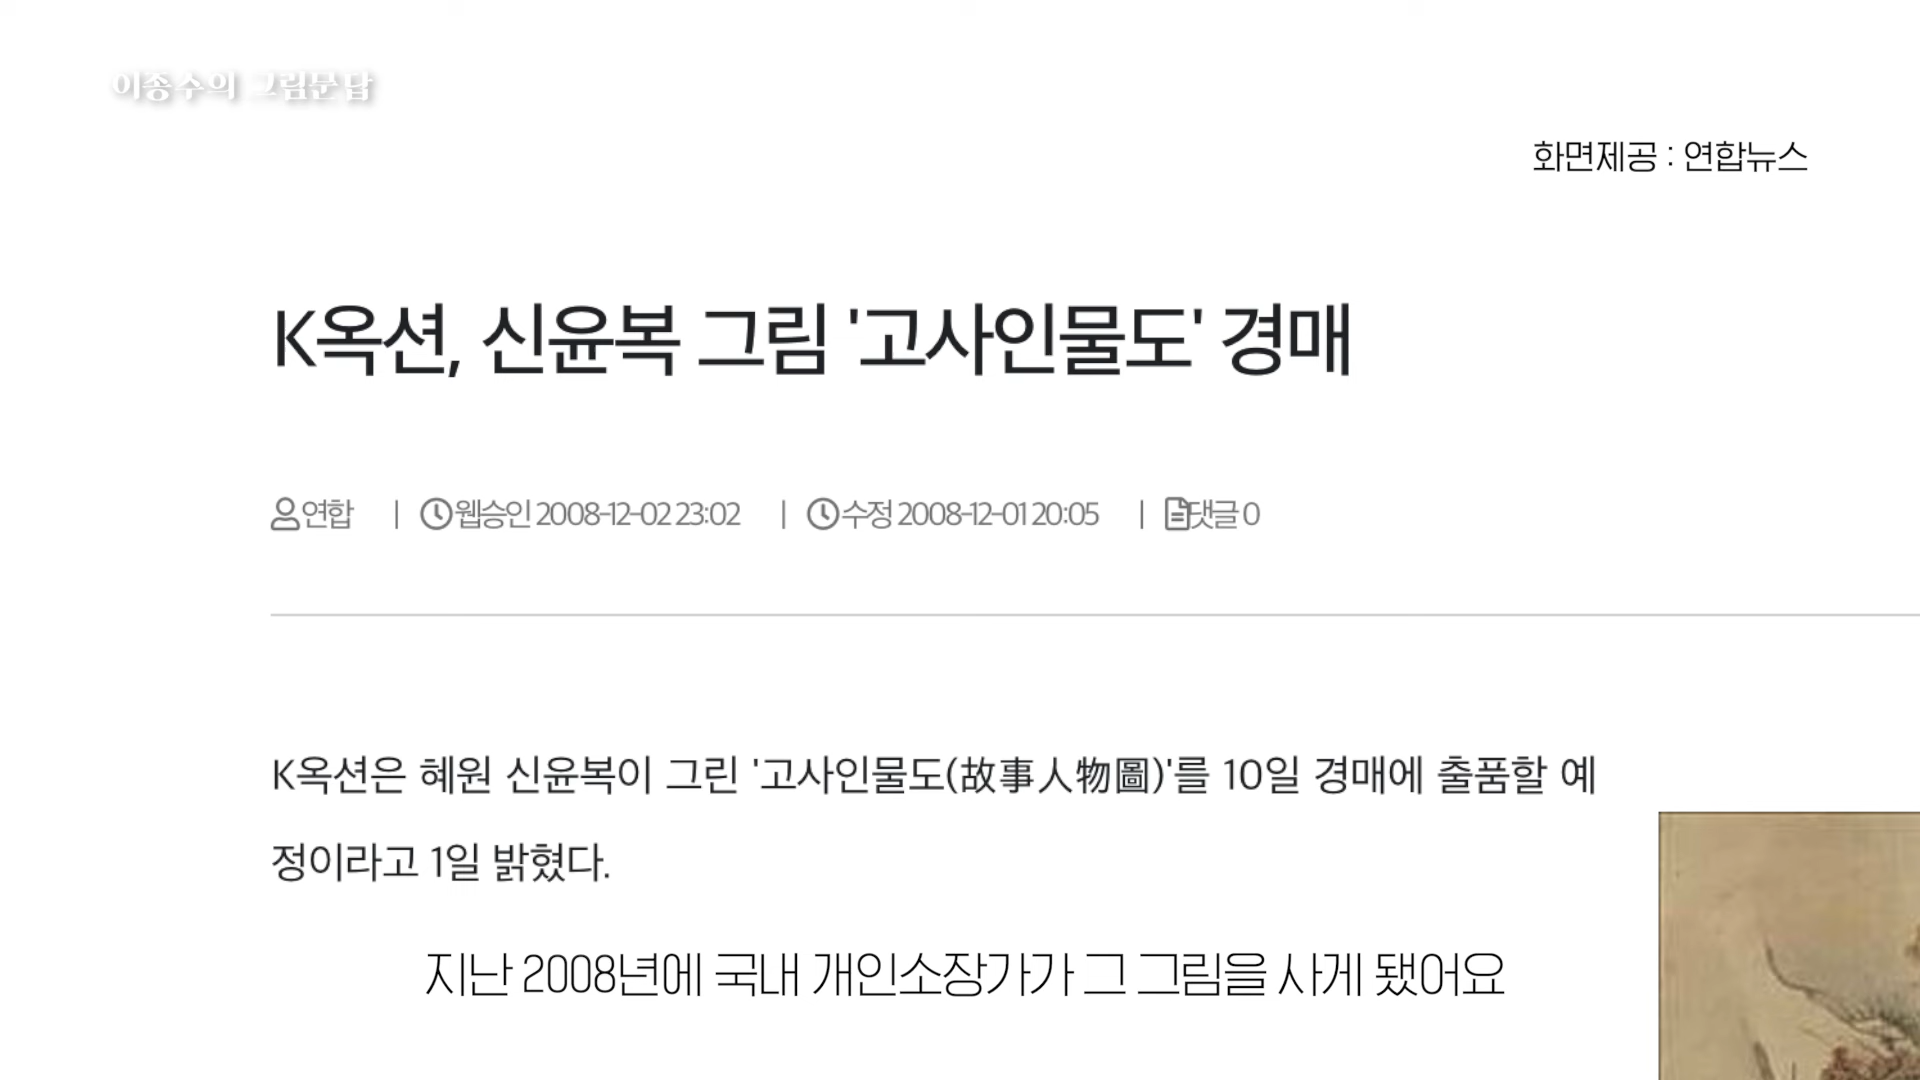 이종수의 그림문답
화면제공 : 연합뉴스
K옥션, 신윤복 그림 '고사인물도' 경매
연합 | 웹승인 2008-12-02 23:02 | 수정 2008-12-01 20:05 | 댓글 0
K옥션은 혜원 신윤복이 그린 '고사인물도(故事人物圖)'를 10일 경매에 출품할 예
정이라고 1일 밝혔다.
지난 2008년에 국내 개인소장가가 그 그림을 사게 됐어요